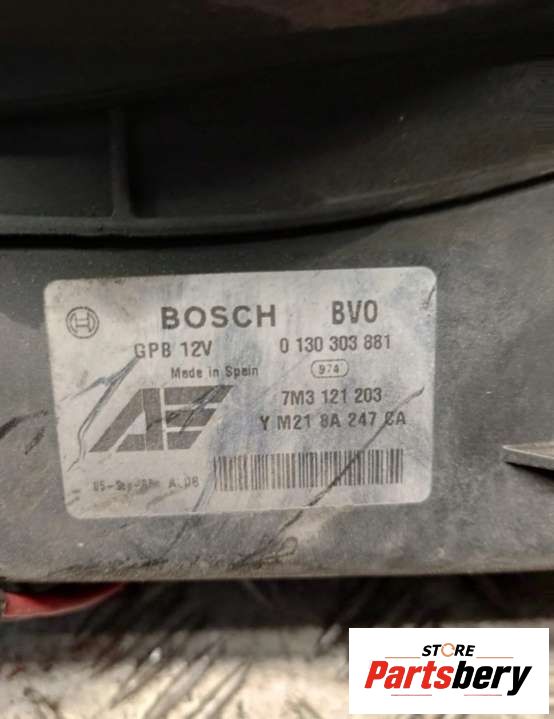 BOSCH BVO
GPB 12V 0 130 303 881
Made in Spain 974
7M3 121 203
Y M21 8A 247 CA
A 08
STORE
Partsbery